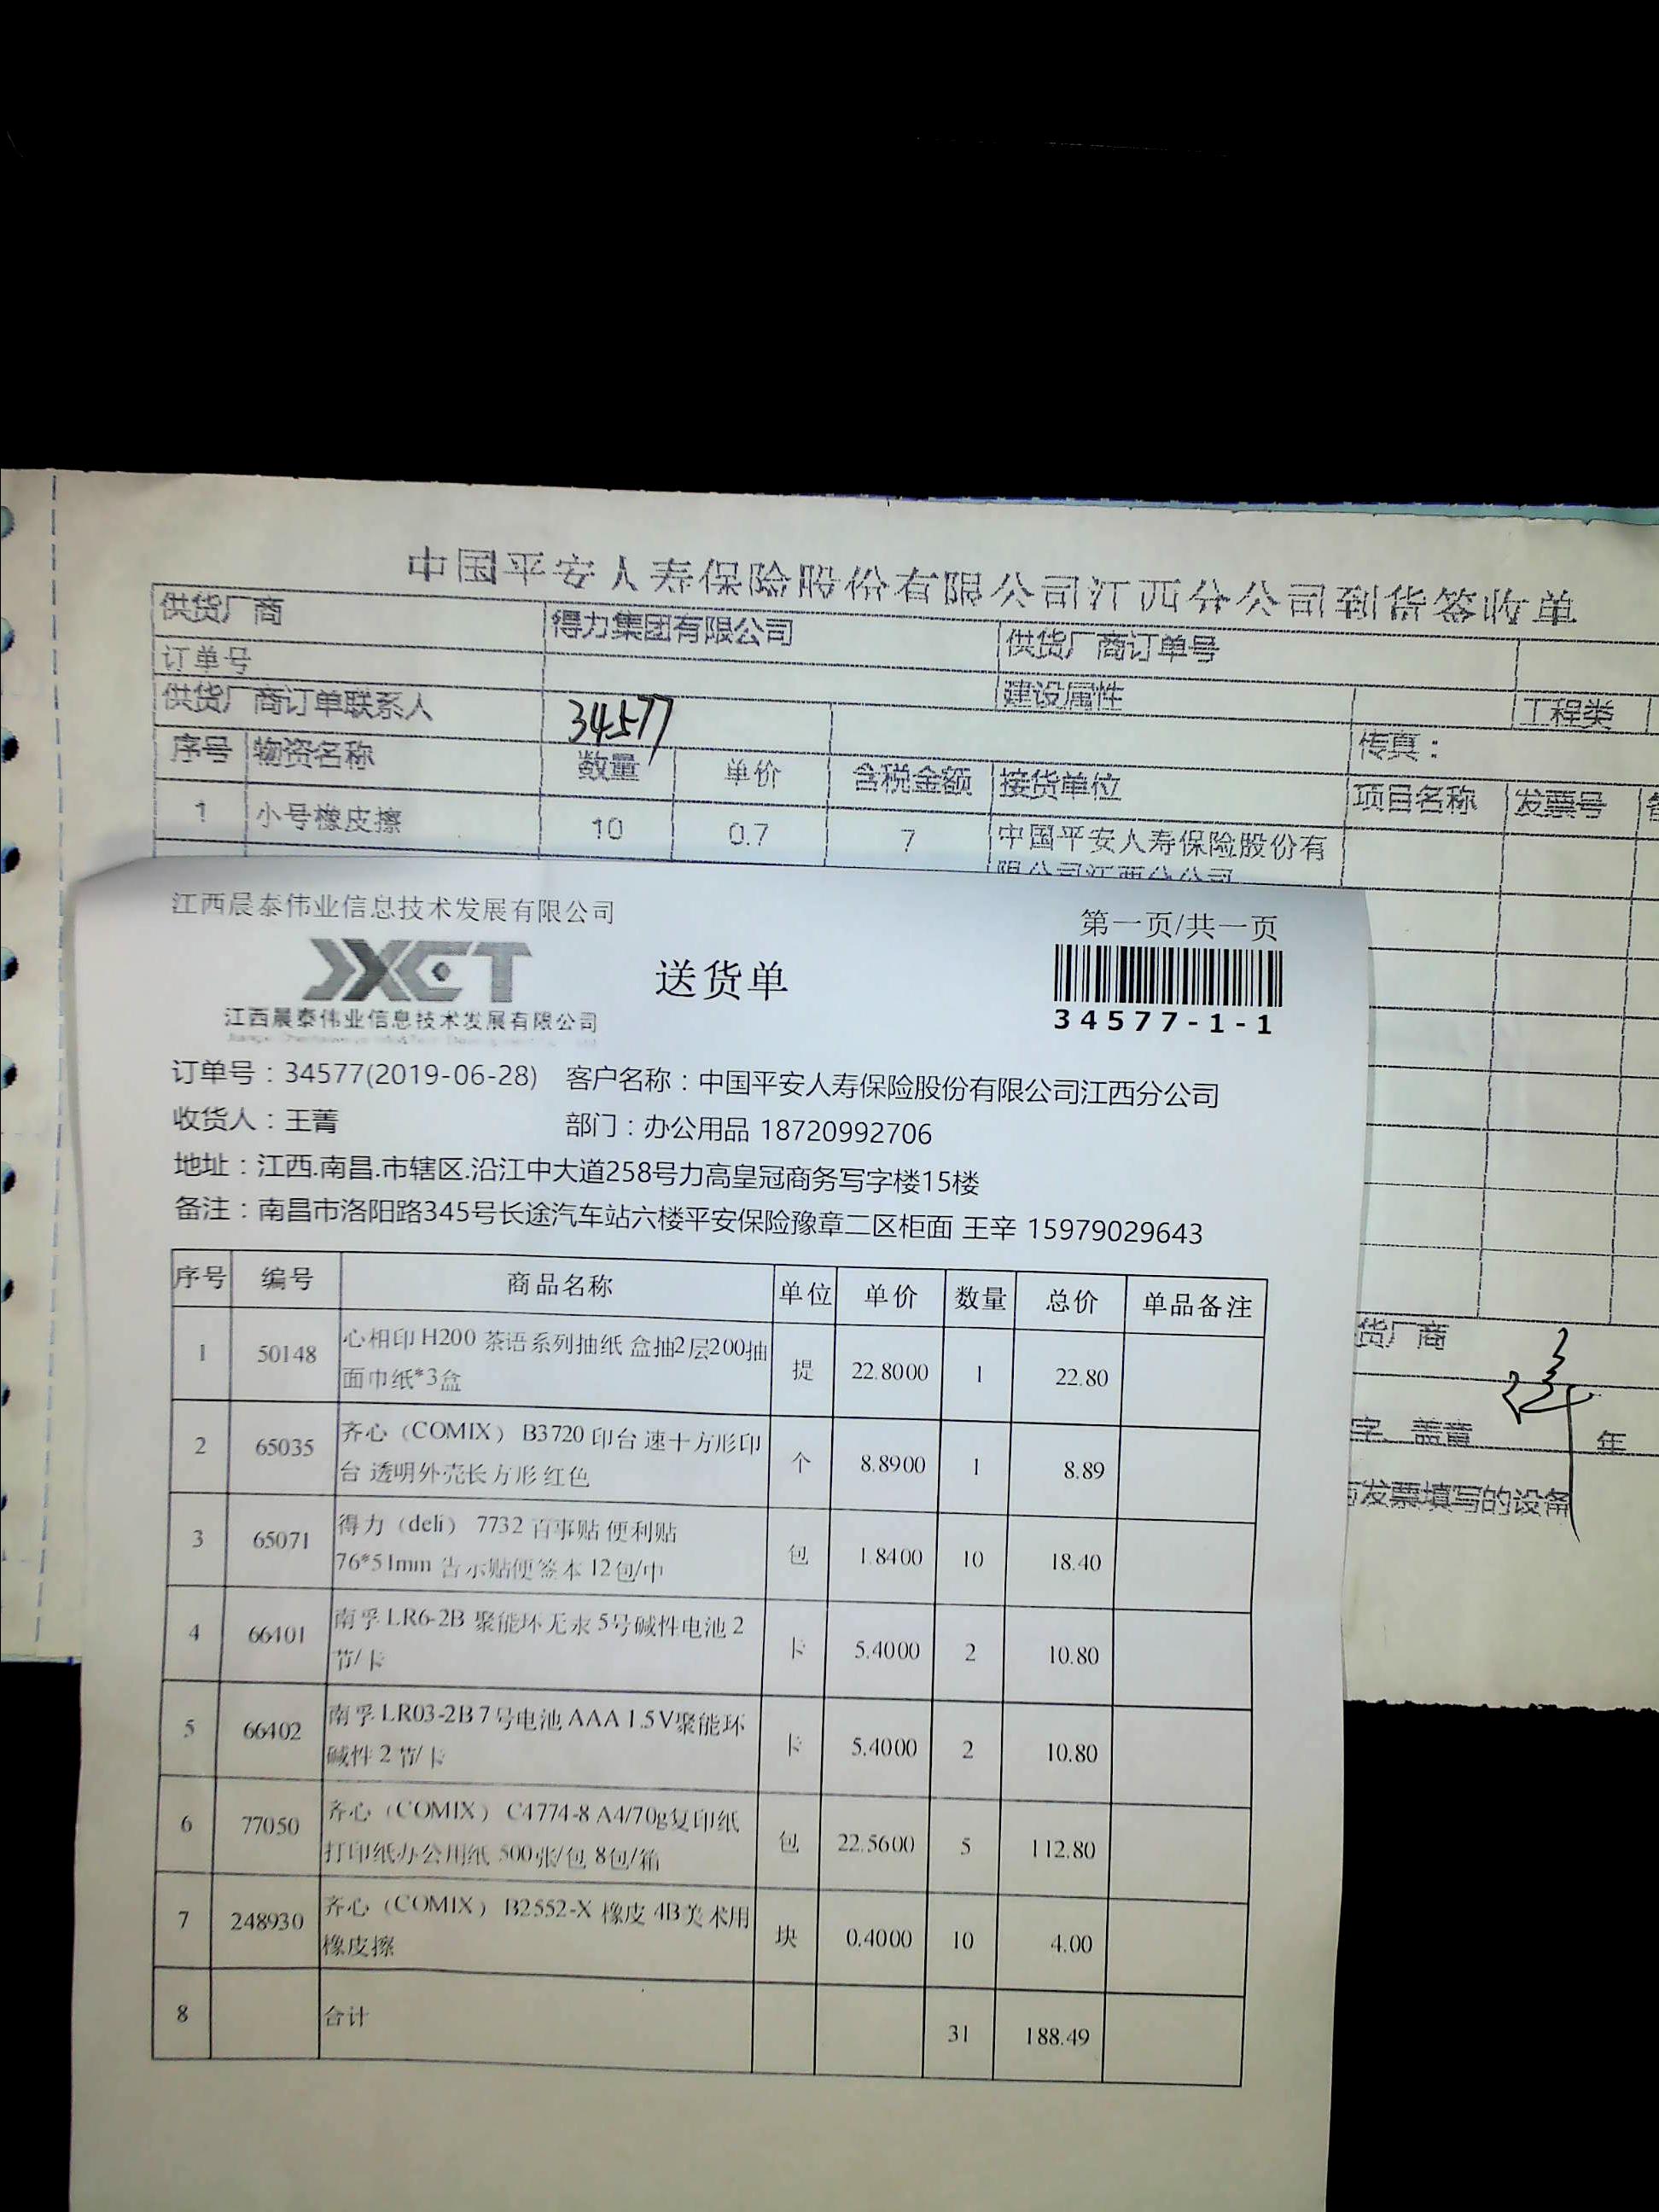 中国平安人寿保险股份有限公司江西分公司到货签收单
供货厂商 得力集团有限公司 供货厂商订单号
订单号 建设属性 工程类
供货厂商订单联系人 34577 传真：
序号 物资名称 数量 单价 含税金额 接货单位 项目名称 发票号
1 小号橡皮擦 10 0.7 7 中国平安人寿保险股份有
限公司江西分公司
江西晨泰伟业信息技术发展有限公司
第一页/共一页
JXCT
送货单
江西晨泰伟业信息技术发展有限公司
34577-1-1
订单号：34577(2019-06-28) 客户名称：中国平安人寿保险股份有限公司江西分公司
收货人：王菁 部门：办公用品 18720992706
地址：江西.南昌.市辖区.沿江中大道258号力高皇冠商务写字楼15楼
备注：南昌市洛阳路345号长途汽车站六楼平安保险豫章二区柜面 王辛 15979029643
序号 编号 商品名称 单位 单价 数量 总价 单品备注
1 50148 心相印 H200 茶语系列抽纸 盒抽2层200抽
面巾纸*3盒 提 22.8000 1 22.80
2 65035 齐心（COMIX） B3720 印台 速干方形印
台 透明外壳长方形 红色 个 8.8900 1 8.89
3 65071 得力（deli） 7732 百事贴 便利贴
76*51mm 告示贴便签本 12包/中 包 1.8400 10 18.40
4 66401 南孚 LR6-2B 聚能环无汞 5号碱性电池 2
节/卡 卡 5.4000 2 10.80
5 66402 南孚 LR03-2B 7号电池 AAA 1.5V聚能环
碱性 2节/卡 卡 5.4000 2 10.80
6 77050 齐心（COMIX） C4774-8 A4/70g复印纸
打印纸办公用纸 500张/包 8包/箱 包 22.5600 5 112.80
7 248930 齐心（COMIX） B2552-X 橡皮 4B美术用
橡皮擦 块 0.4000 10 4.00
8 合计 31 188.49
货厂商
字、盖章 年
发票填写的设备